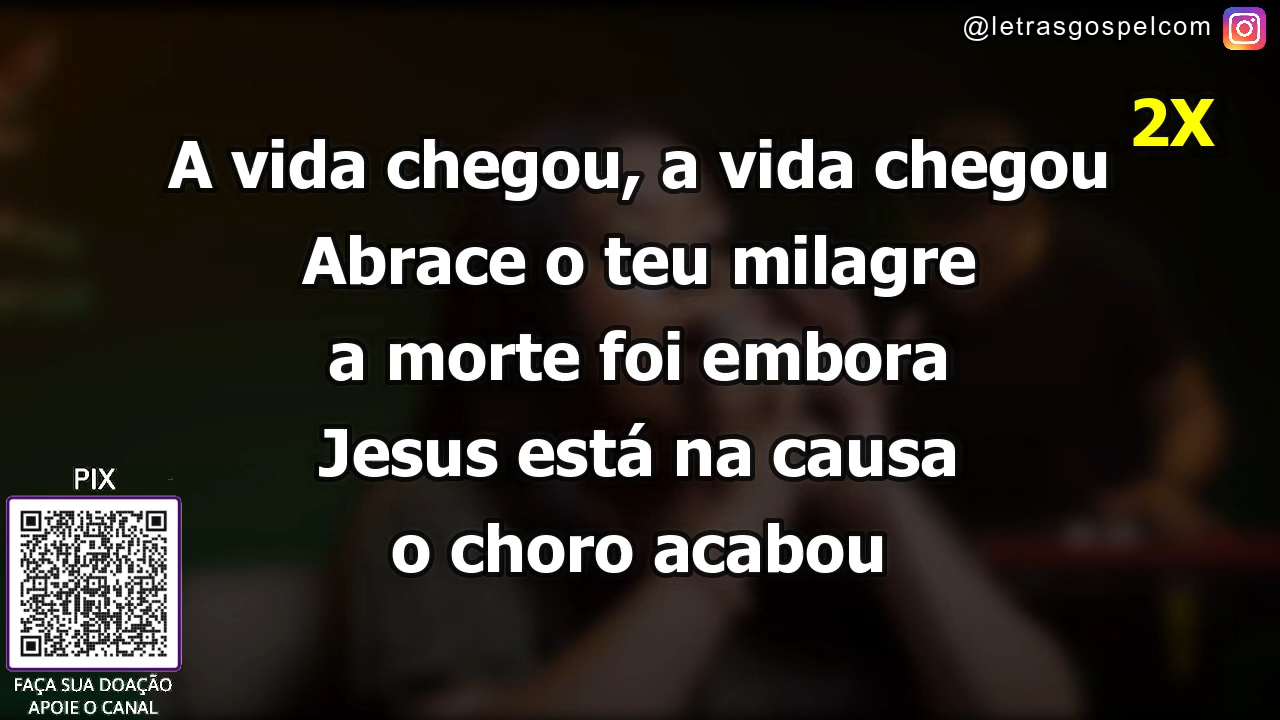 @letrasgospelcom
2X
A vida chegou, a vida chegou
Abrace o teu milagre
a morte foi embora
Jesus está na causa
o choro acabou
PIX
FAÇA SUA DOAÇÃO
APOIE O CANAL